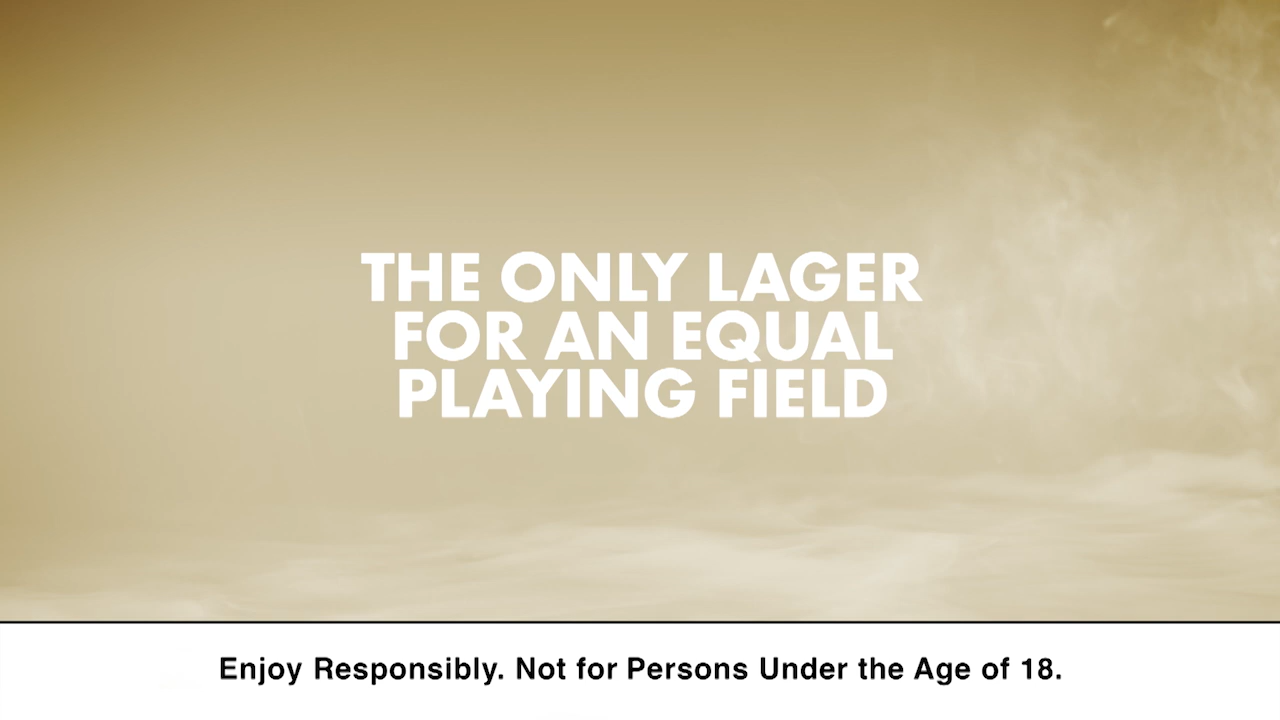 THE ONLY LAGER
FOR AN EQUAL
PLAYING FIELD
Enjoy Responsibly. Not for Persons Under the Age of 18.